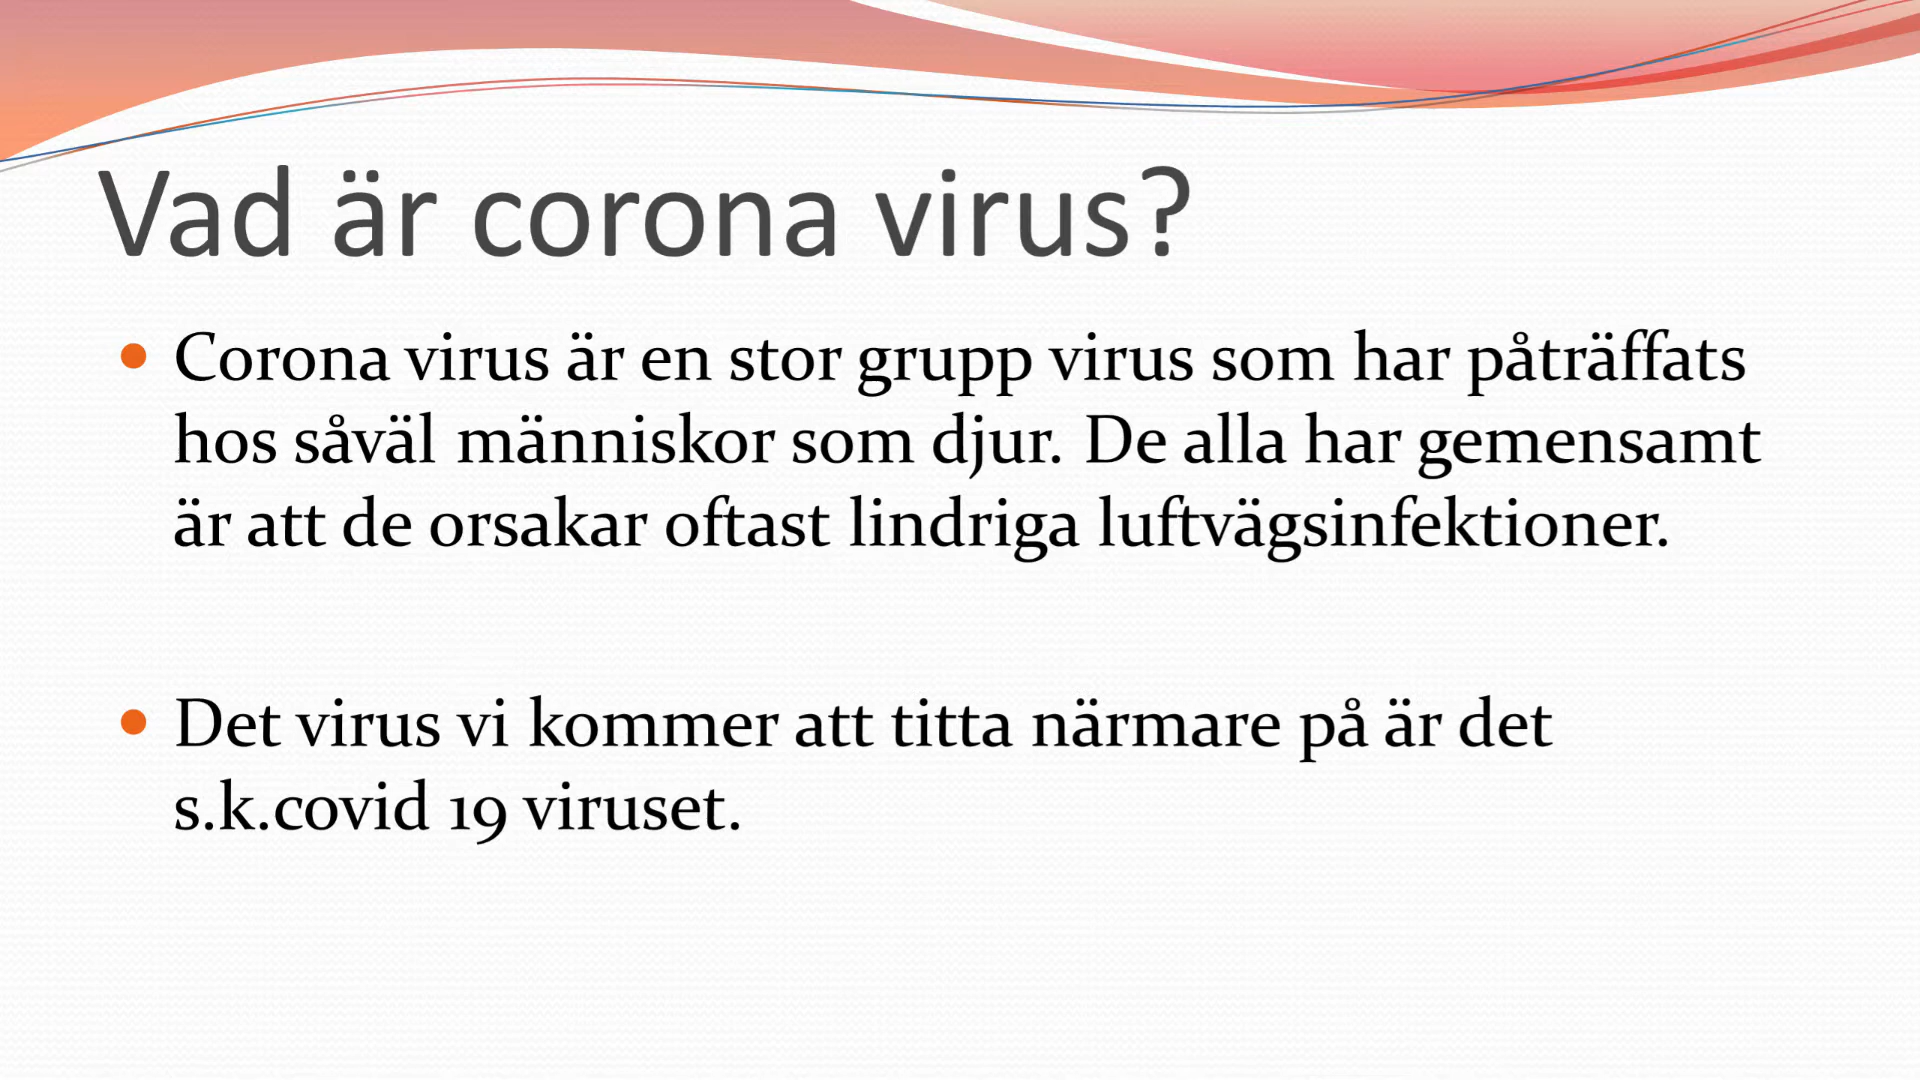 Vad är corona virus?
Corona virus är en stor grupp virus som har påträffats
hos såväl människor som djur. De alla har gemensamt
är att de orsakar oftast lindriga luftvägsinfektioner.
Det virus vi kommer att titta närmare på är det
s.k.covid 19 viruset.